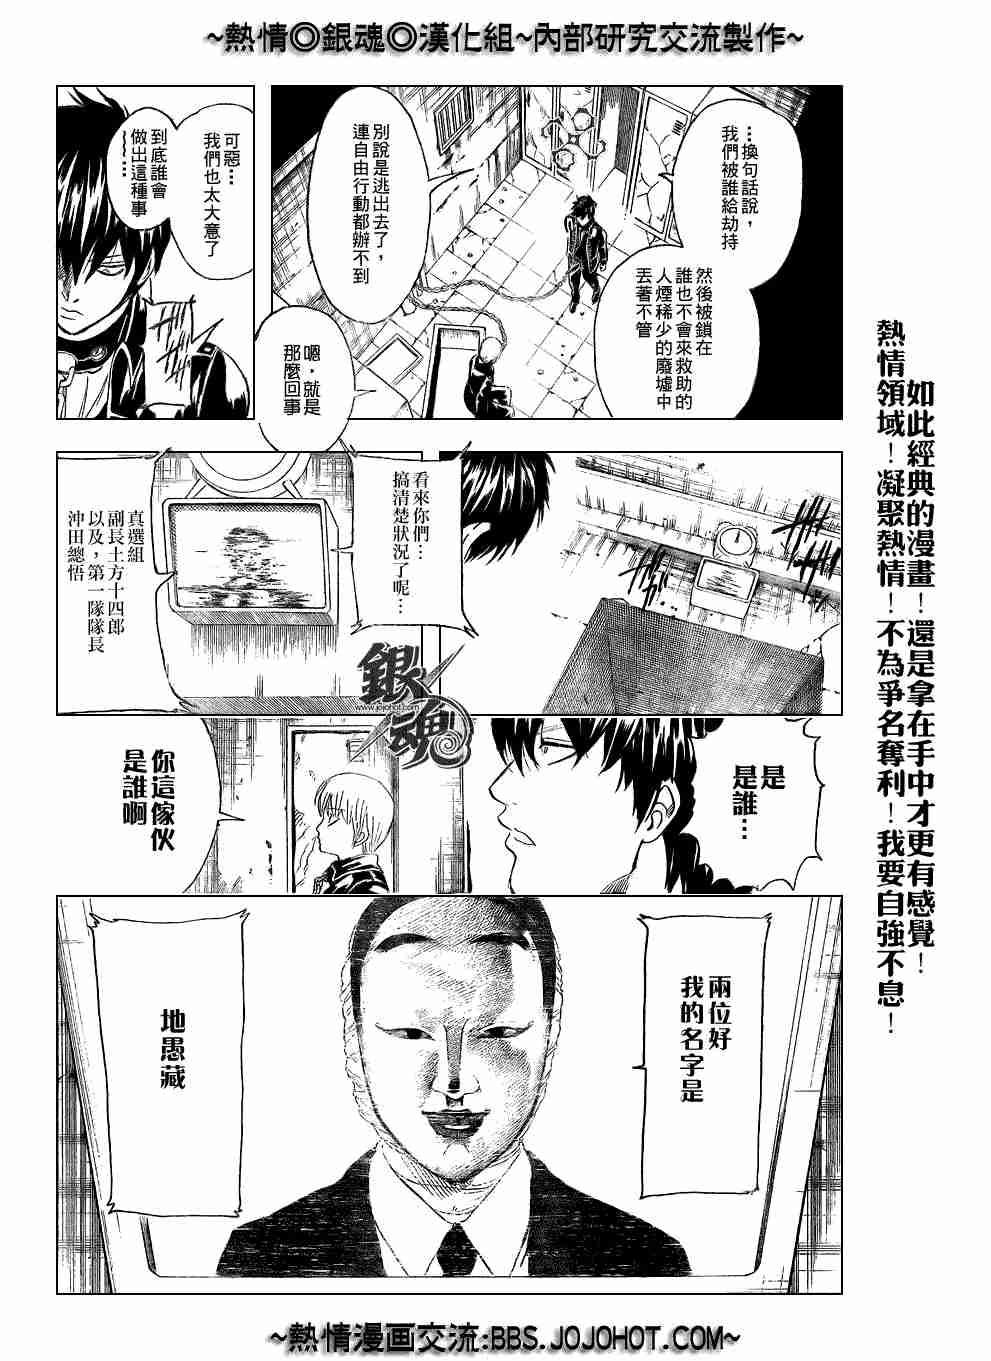 ~熱情◎銀魂◎漢化組~內部研究交流製作~
…換句話說，
我們被誰給劫持
然後被鎖在
誰也不會來救助的
人煙稀少的廢墟中
丟著不管
別說是逃出去了，
連自由行動都辦不到
嗯，就是
那麼回事
可惡…
我們也太大意了
到底誰會
做出這種事
~~~…
看來你們…
搞清楚狀況了呢…
真選組
副長土方十四郎
以及，第一隊隊長
沖田總悟
銀魂
www.jojohot.com
是
是誰…
你這傢伙
是誰啊
兩位好
我的名字是
地愚藏
如此經典的漫畫！還是拿在手中才更有感覺！
熱情領域！凝聚熱情！不為爭名奪利！我要自強不息！
~熱情漫画交流:BBS.JOJOHOT.COM~